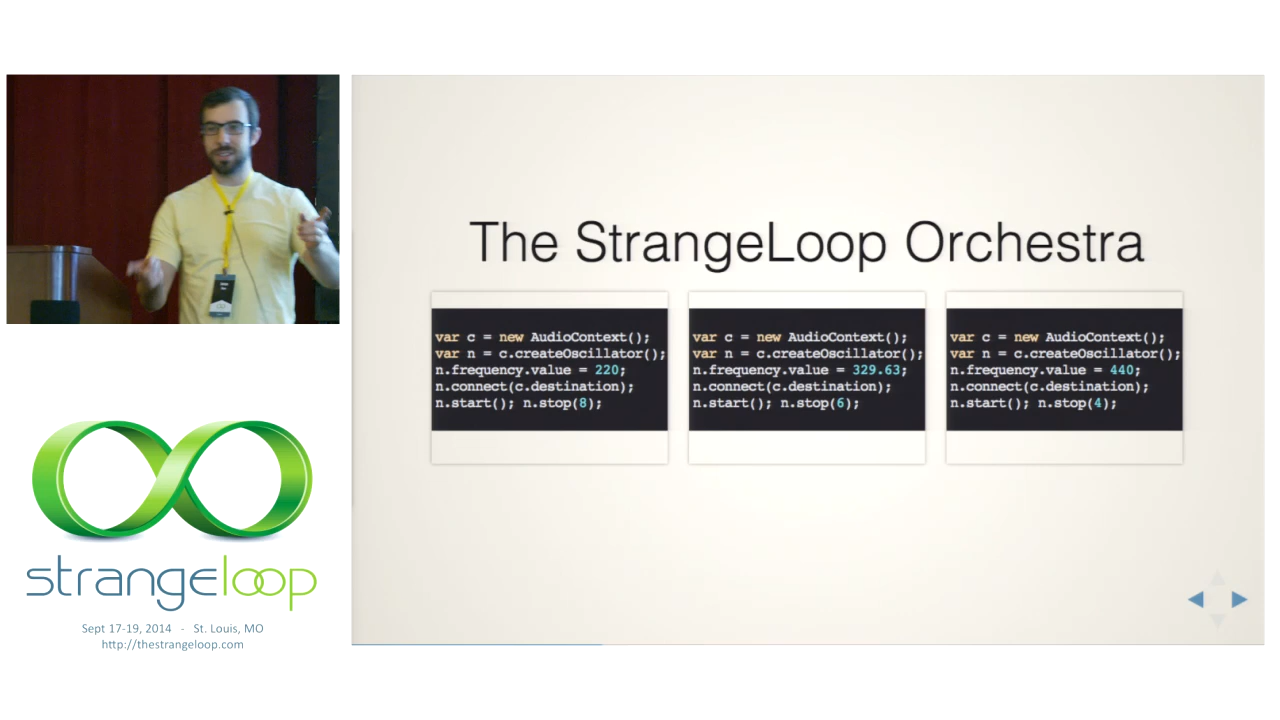 The StrangeLoop Orchestra
var c = new AudioContext();
var n = c.createOscillator();
n.frequency.value = 220;
n.connect(c.destination);
n.start(); n.stop(8);
var c = new AudioContext();
var n = c.createOscillator();
n.frequency.value = 329.63;
n.connect(c.destination);
n.start(); n.stop(6);
var c = new AudioContext();
var n = c.createOscillator();
n.frequency.value = 440;
n.connect(c.destination);
n.start(); n.stop(4);
strangeloop
Sept 17-19, 2014 - St. Louis, MO
http://thestrangeloop.com